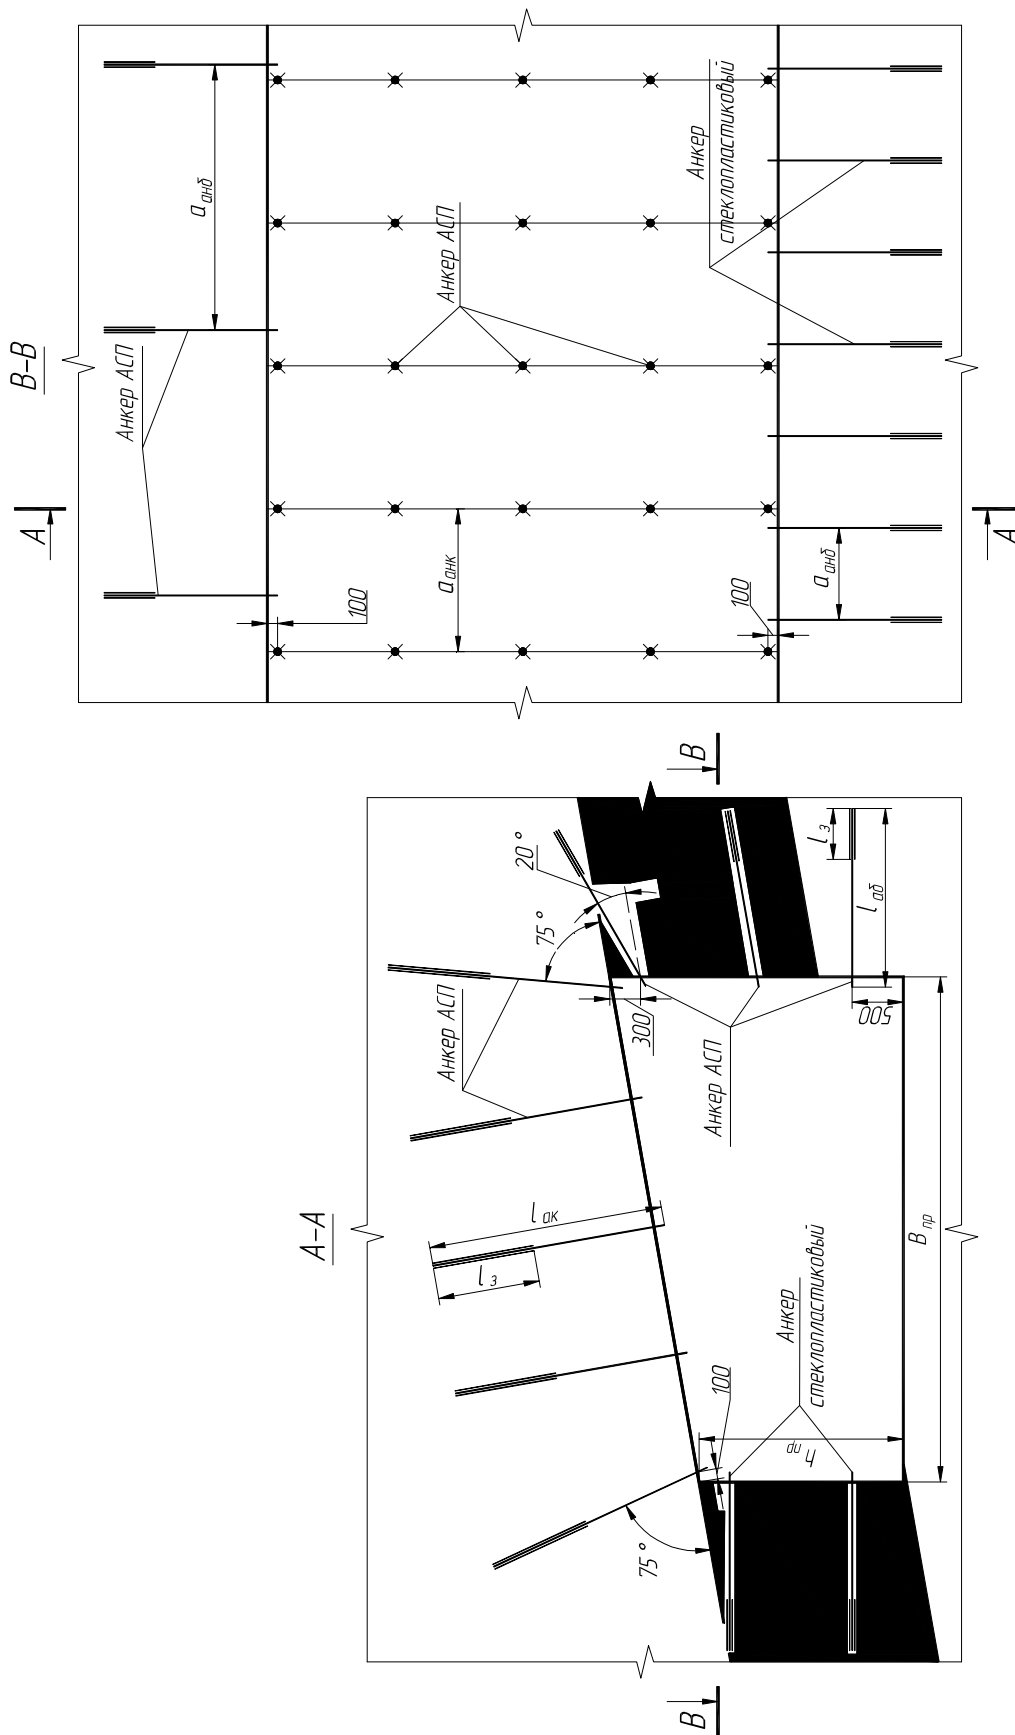 В-В
А
А
Анкер АСП
a анб
Анкер АСП
a анк
100
Анкер
стеклопластиковый
a анб
100
А-А
В
В
Анкер АСП
75°
20°
300
l з
l аб
500
Анкер АСП
l ак
l з
75°
100
Анкер
стеклопластиковый
h пр
В пр